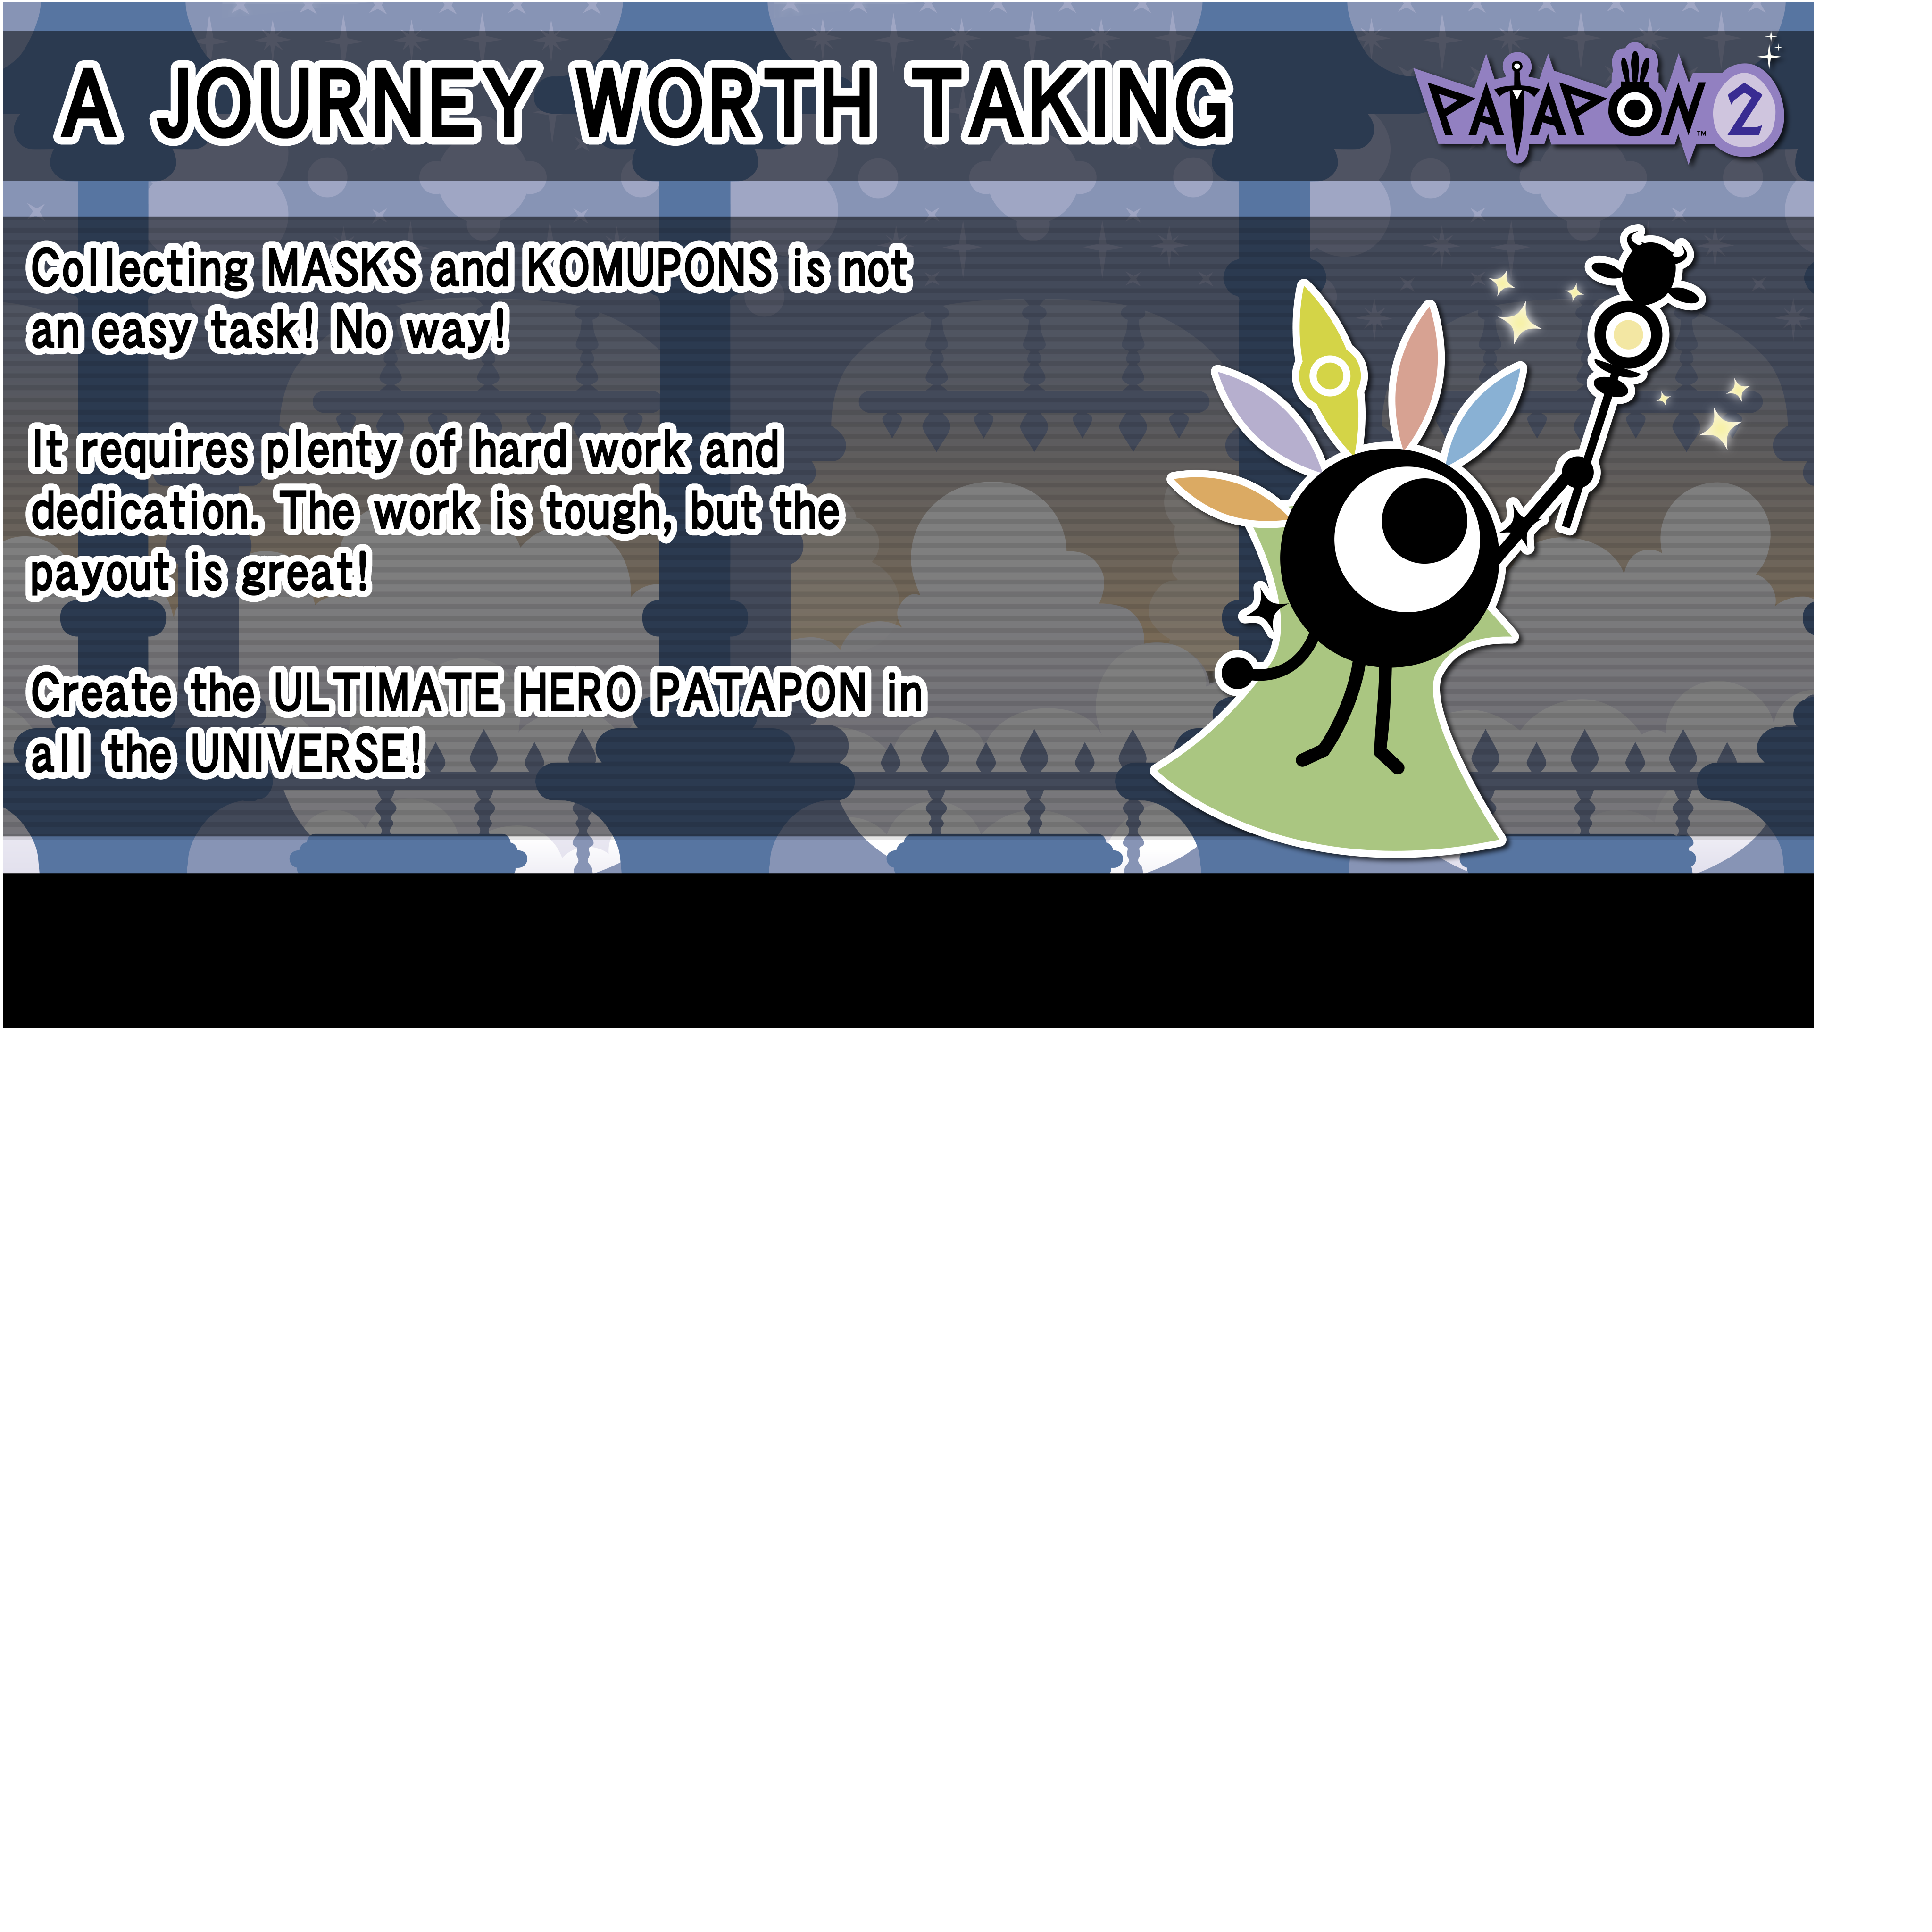 A JOURNEY WORTH TAKING
PATAPON™ 2
Collecting MASKS and KOMUPONS is not
an easy task! No way!
It requires plenty of hard work and
dedication. The work is tough, but the
payout is great!
Create the ULTIMATE HERO PATAPON in
all the UNIVERSE!